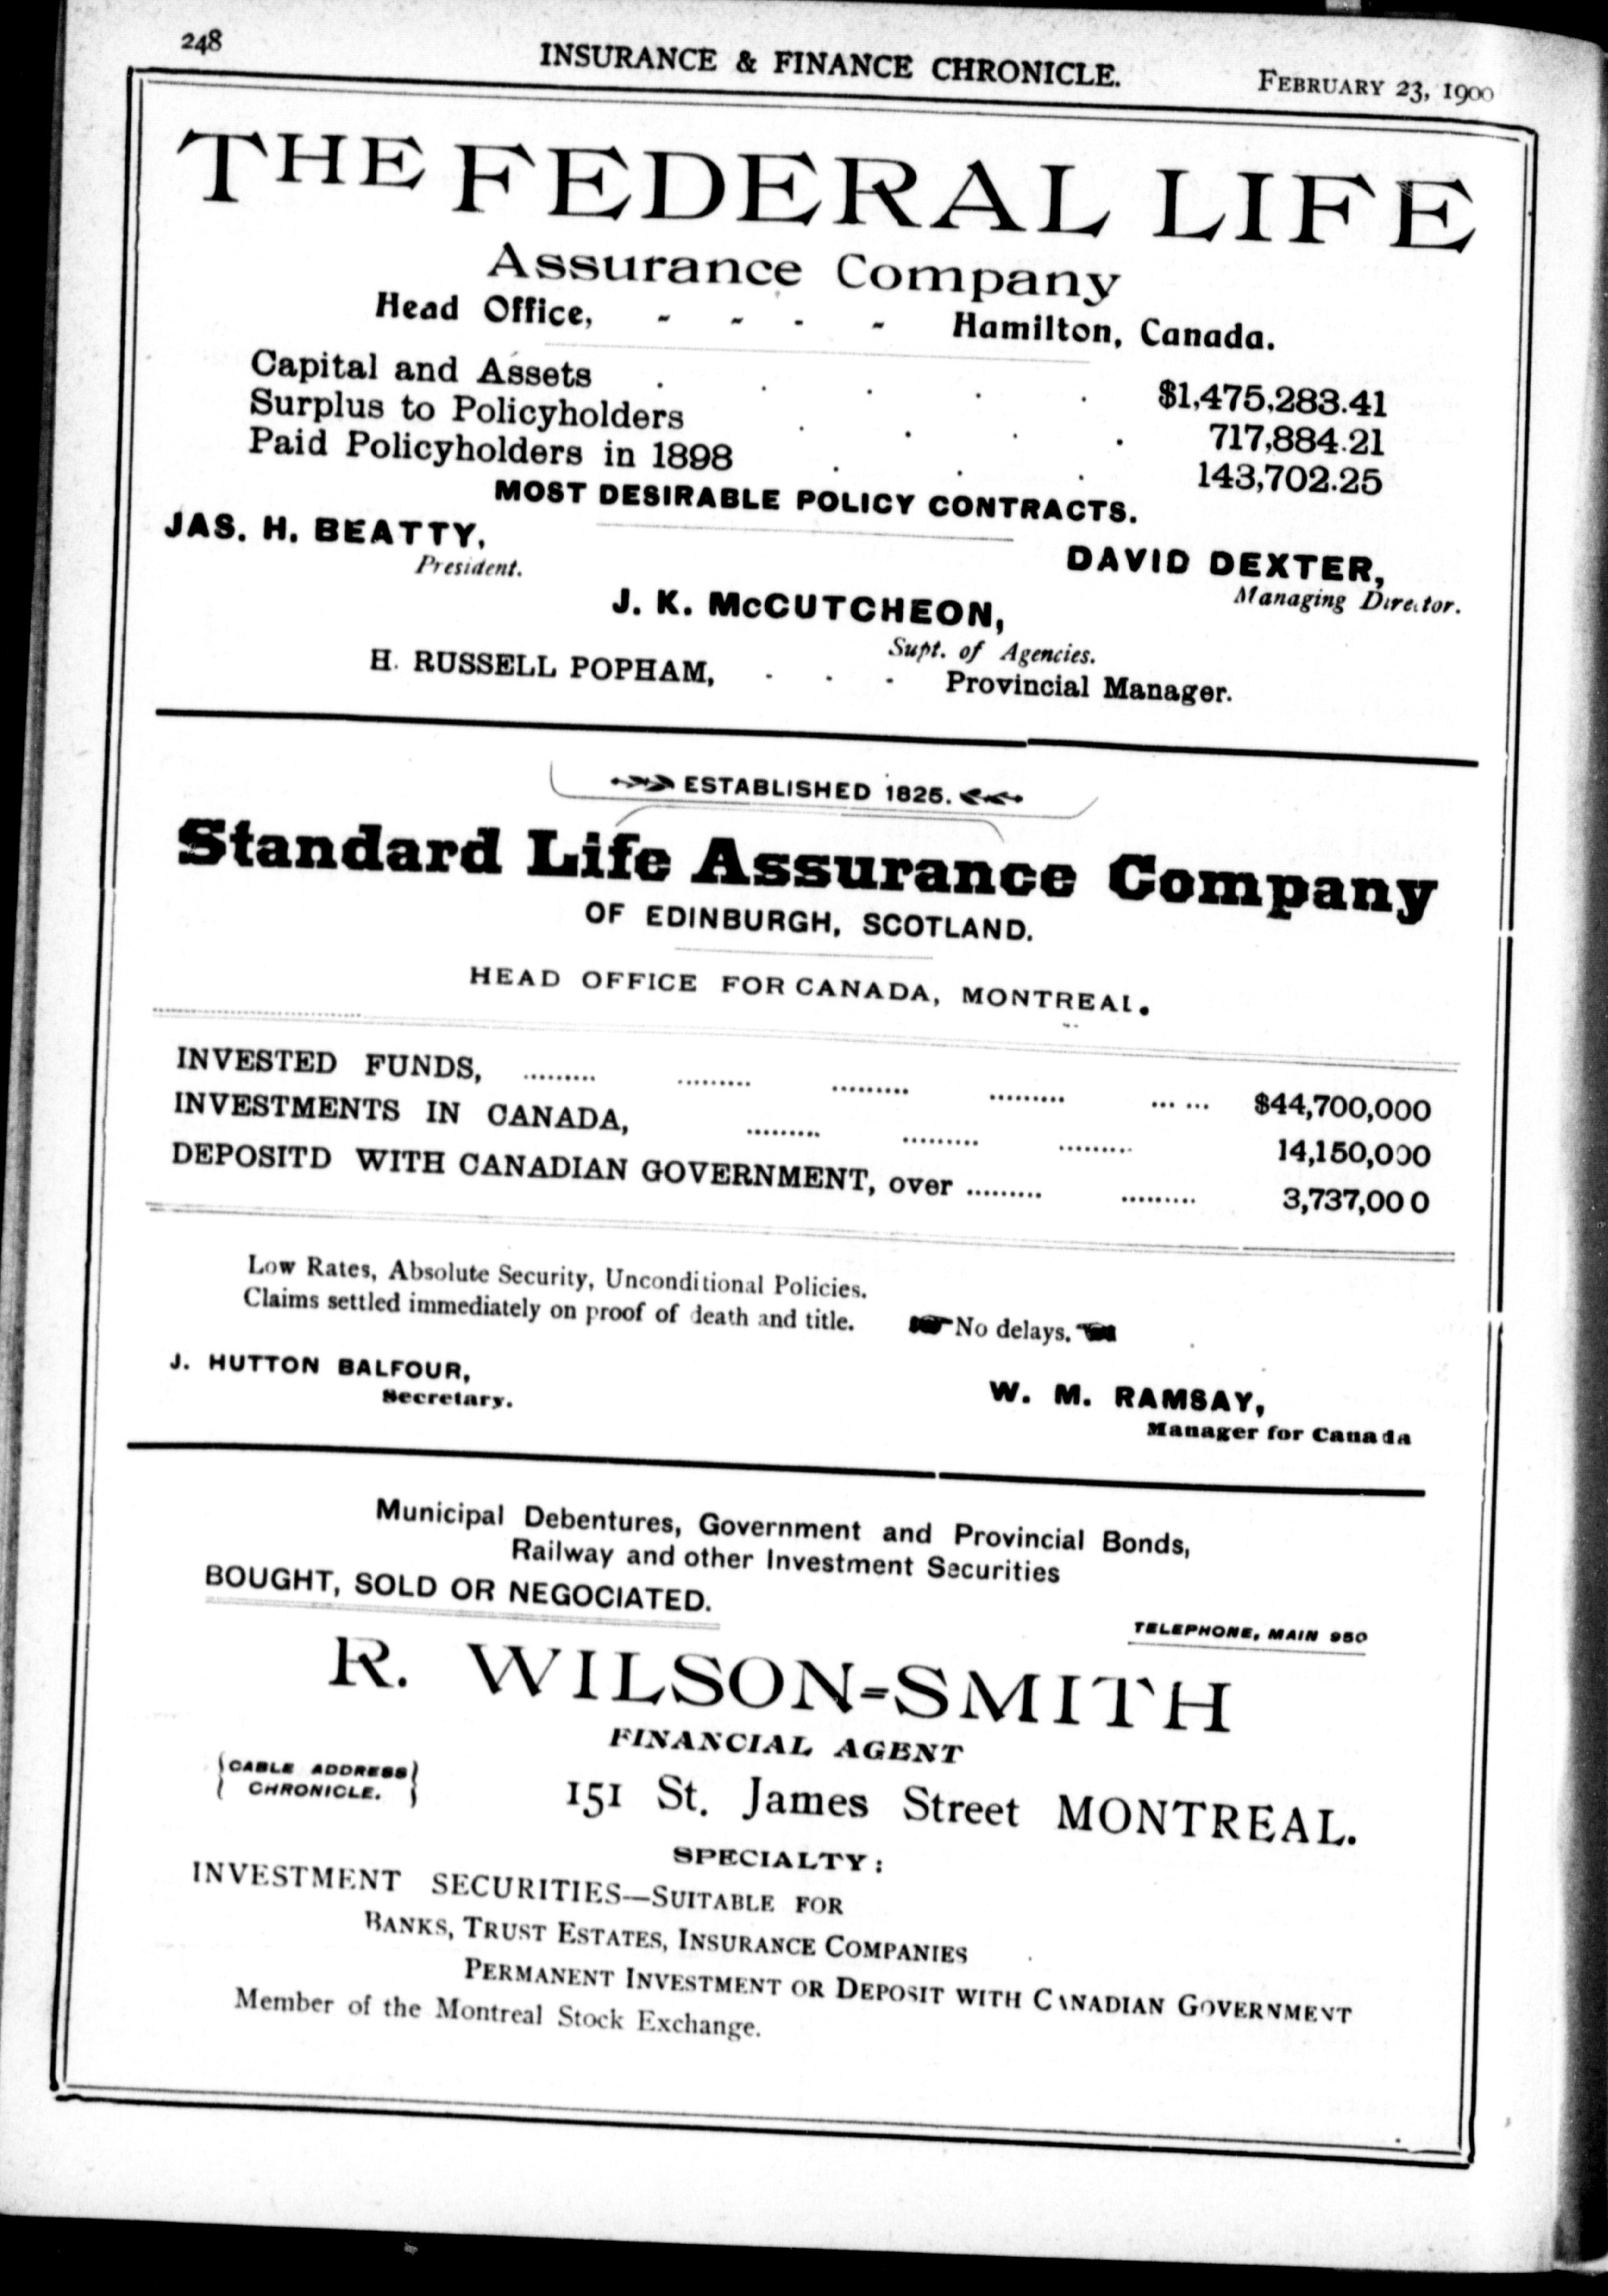 248 INSURANCE & FINANCE CHRONICLE. FEBRUARY 23, 1900
THE FEDERAL LIFE
Assurance Company
Head Office, - - - - Hamilton, Canada.
Capital and Assets . . . . . $1,475,283.41
Surplus to Policyholders . . . . 717,884.21
Paid Policyholders in 1898 . . . 143,702.25
MOST DESIRABLE POLICY CONTRACTS.
JAS. H. BEATTY,
President.
DAVID DEXTER,
Managing Director.
J. K. McCUTCHEON,
Supt. of Agencies.
H. RUSSELL POPHAM, - - - Provincial Manager.
ESTABLISHED 1825.
Standard Life Assurance Company
OF EDINBURGH, SCOTLAND.
HEAD OFFICE FOR CANADA, MONTREAL.
INVESTED FUNDS, ......... ......... ......... ......... ... ... $44,700,000
INVESTMENTS IN CANADA, ......... ......... ......... 14,150,000
DEPOSITD WITH CANADIAN GOVERNMENT, over ......... ......... 3,737,000
Low Rates, Absolute Security, Unconditional Policies.
Claims settled immediately on proof of death and title. ☛No delays.☚
J. HUTTON BALFOUR,
Secretary.
W. M. RAMSAY,
Manager for Canada
Municipal Debentures, Government and Provincial Bonds,
Railway and other Investment Securities
BOUGHT, SOLD OR NEGOCIATED.
TELEPHONE, MAIN 950
R. WILSON-SMITH
FINANCIAL AGENT
CABLE ADDRESS
CHRONICLE.
151 St. James Street MONTREAL.
SPECIALTY:
INVESTMENT SECURITIES—SUITABLE FOR
BANKS, TRUST ESTATES, INSURANCE COMPANIES
PERMANENT INVESTMENT OR DEPOSIT WITH CANADIAN GOVERNMENT
Member of the Montreal Stock Exchange.